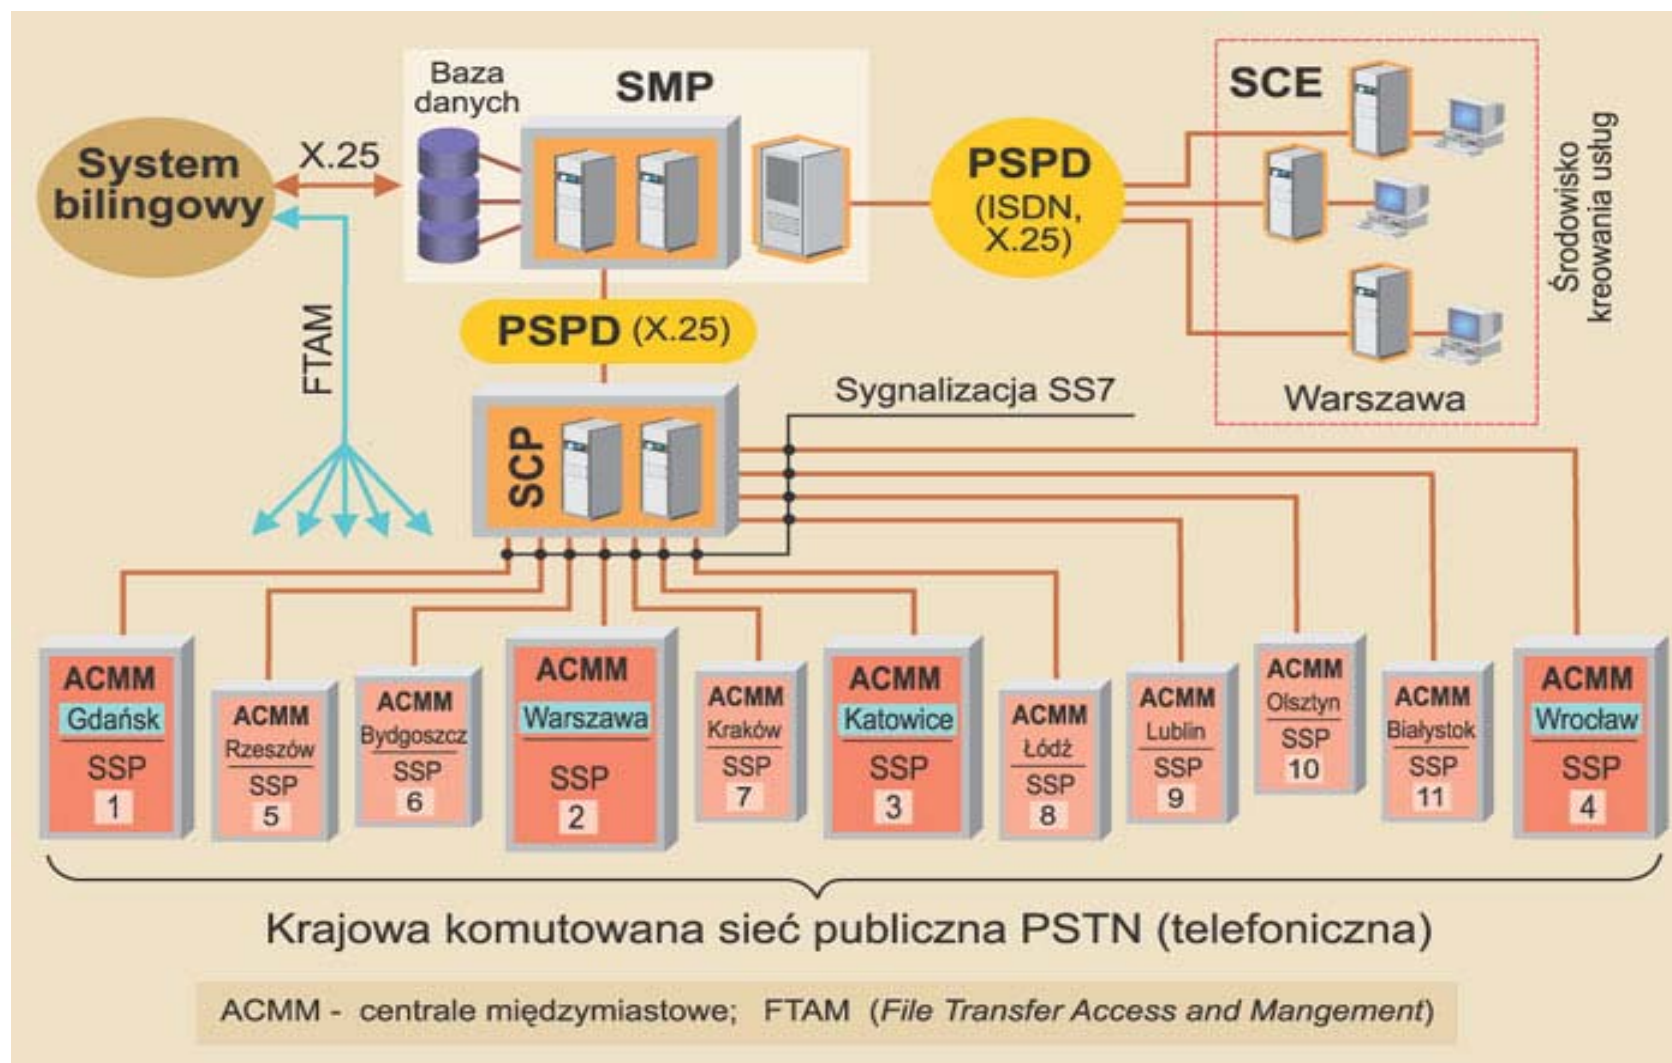 Baza
danych
SMP
SCE
System
bilingowy
X.25
PSPD
(ISDN,
X.25)
Środowisko
kreowania usług
FTAM
PSPD (X.25)
Sygnalizacja SS7
Warszawa
SCP
ACMM
Gdańsk
SSP
1
ACMM
Rzeszów
SSP
5
ACMM
Bydgoszcz
SSP
6
ACMM
Warszawa
SSP
2
ACMM
Kraków
SSP
7
ACMM
Katowice
SSP
3
ACMM
Łódź
SSP
8
ACMM
Lublin
SSP
9
ACMM
Olsztyn
SSP
10
ACMM
Białystok
SSP
11
ACMM
Wrocław
SSP
4
Krajowa komutowana sieć publiczna PSTN (telefoniczna)
ACMM - centrale międzymiastowe; FTAM (File Transfer Access and Mangement)